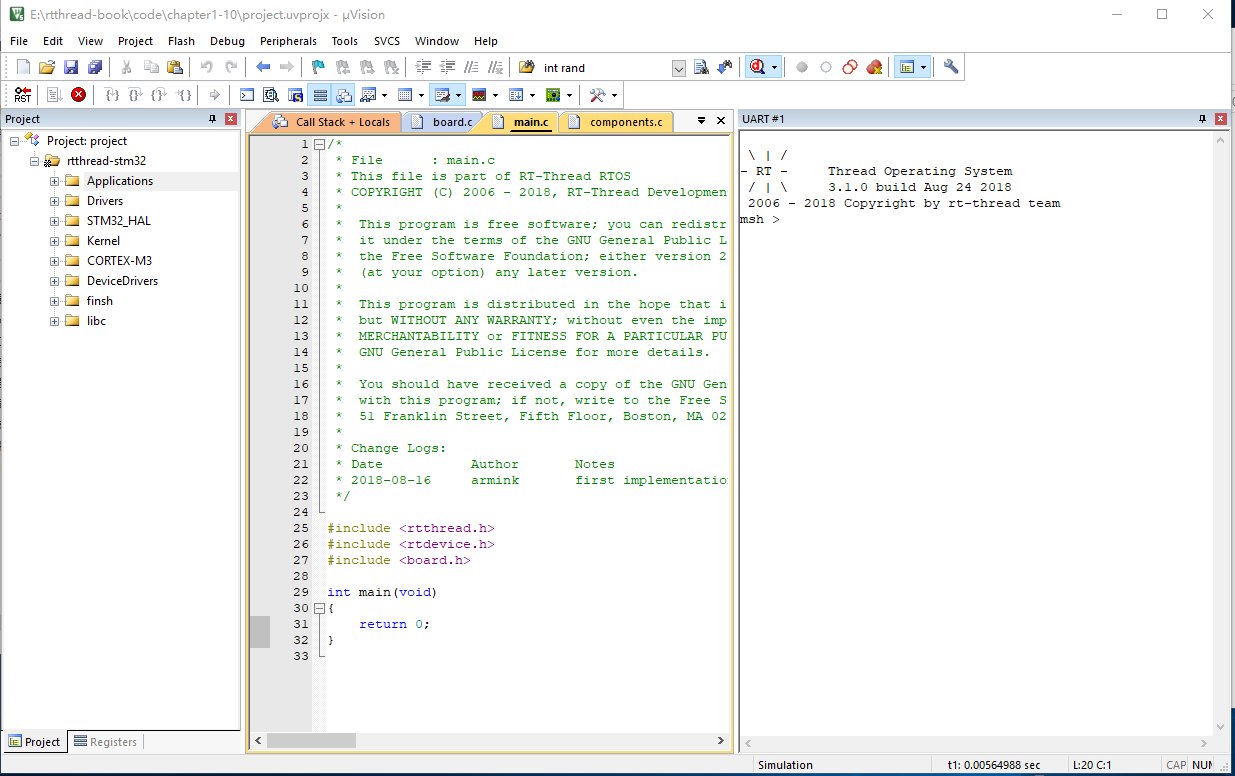 E:\rtthread-book\code\chapter1-10\project.uvprojx - µVision
File Edit View Project Flash Debug Peripherals Tools SVCS Window Help
int rand
RST
Project
Project: project
rtthread-stm32
Applications
Drivers
STM32_HAL
Kernel
CORTEX-M3
DeviceDrivers
finsh
libc
Project Registers
Call Stack + Locals board.c main.c components.c
1 /*
2 * File : main.c
3 * This file is part of RT-Thread RTOS
4 * COPYRIGHT (C) 2006 - 2018, RT-Thread Developmen
5 *
6 * This program is free software; you can redistr
7 * it under the terms of the GNU General Public L
8 * the Free Software Foundation; either version 2
9 * (at your option) any later version.
10 *
11 * This program is distributed in the hope that i
12 * but WITHOUT ANY WARRANTY; without even the imp
13 * MERCHANTABILITY or FITNESS FOR A PARTICULAR PU
14 * GNU General Public License for more details.
15 *
16 * You should have received a copy of the GNU Gen
17 * with this program; if not, write to the Free S
18 * 51 Franklin Street, Fifth Floor, Boston, MA 02
19 *
20 * Change Logs:
21 * Date Author Notes
22 * 2018-08-16 armink first implementatio
23 */
24
25 #include <rtthread.h>
26 #include <rtdevice.h>
27 #include <board.h>
28
29 int main(void)
30 {
31 return 0;
32 }
33
UART #1
\ | /
- RT - Thread Operating System
/ | \ 3.1.0 build Aug 24 2018
2006 - 2018 Copyright by rt-thread team
msh >
Simulation t1: 0.00564988 sec L:20 C:1 CAP NUM